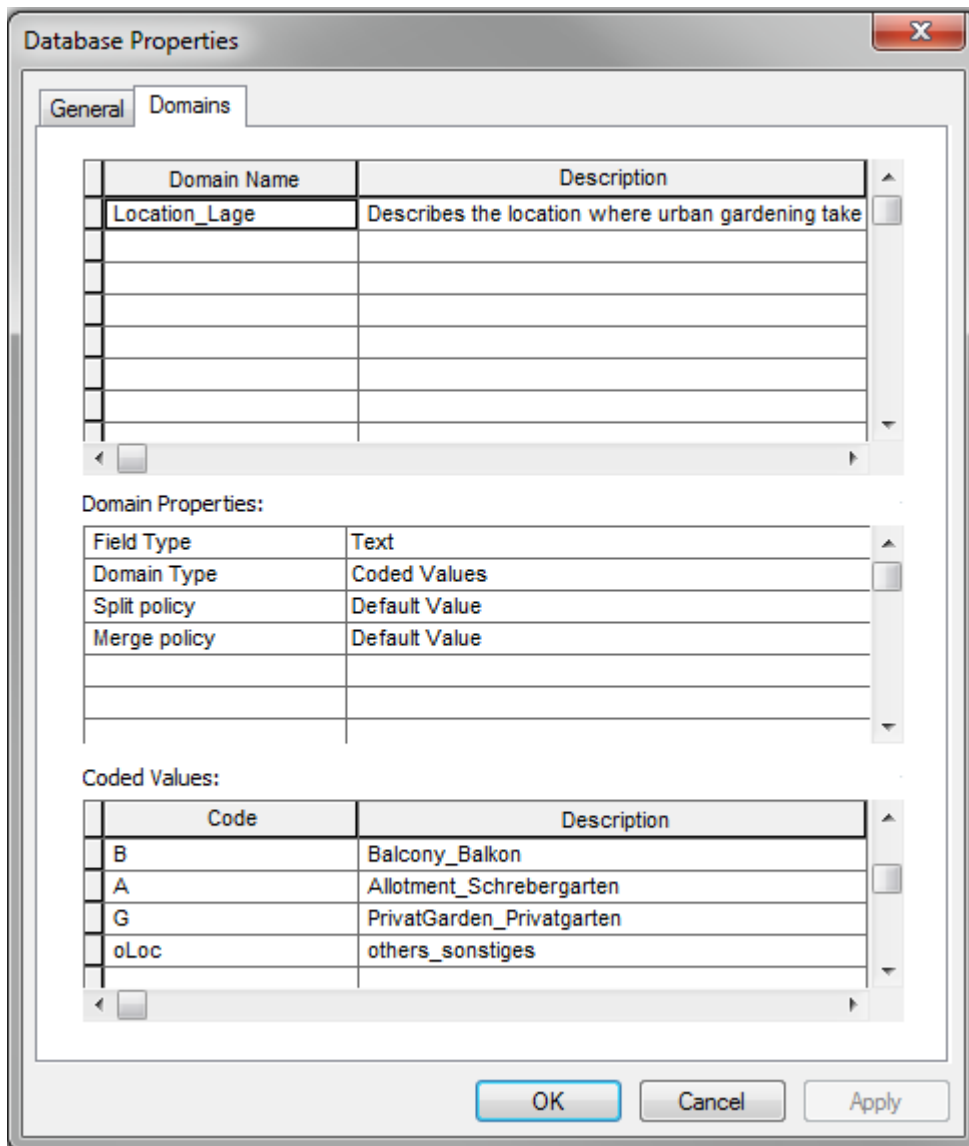 Database Properties
General Domains
Domain Name Description
Location_Lage Describes the location where urban gardening take
Domain Properties:
Field Type Text
Domain Type Coded Values
Split policy Default Value
Merge policy Default Value
Coded Values:
Code Description
B Balcony_Balkon
A Allotment_Schrebergarten
G PrivatGarden_Privatgarten
oLoc others_sonstiges
OK Cancel Apply